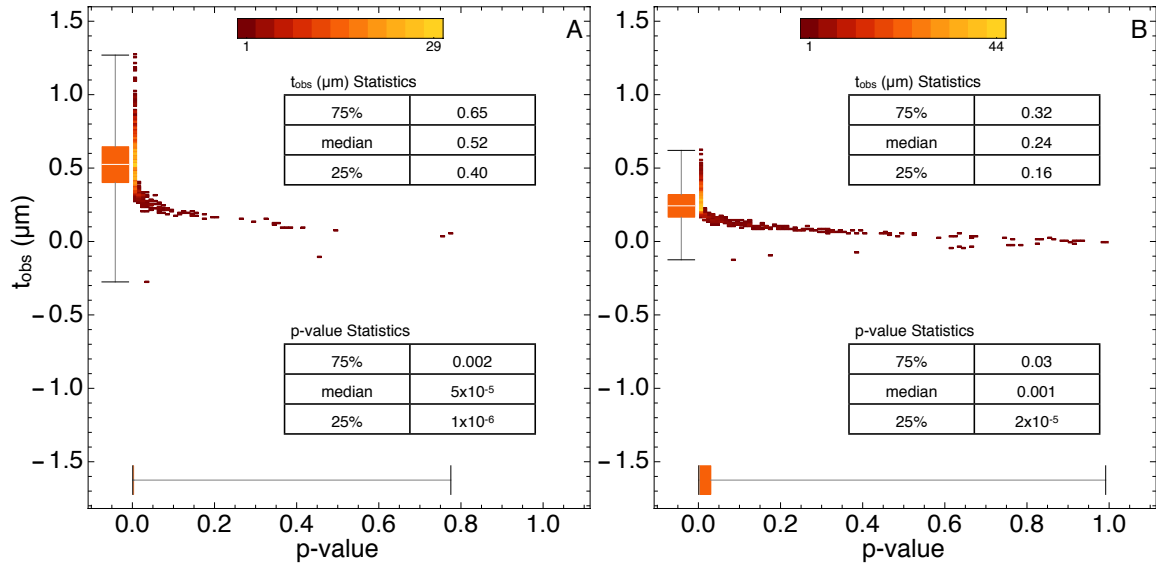 A
1 29
t_obs (µm) Statistics
75% 0.65
median 0.52
25% 0.40
p-value Statistics
75% 0.002
median 5x10⁻⁵
25% 1x10⁻⁶
1.5
1.0
0.5
0.0
−0.5
−1.0
−1.5
t_obs (µm)
0.0 0.2 0.4 0.6 0.8 1.0
p-value
B
1 44
t_obs (µm) Statistics
75% 0.32
median 0.24
25% 0.16
p-value Statistics
75% 0.03
median 0.001
25% 2x10⁻⁵
1.5
1.0
0.5
0.0
−0.5
−1.0
−1.5
0.0 0.2 0.4 0.6 0.8 1.0
p-value